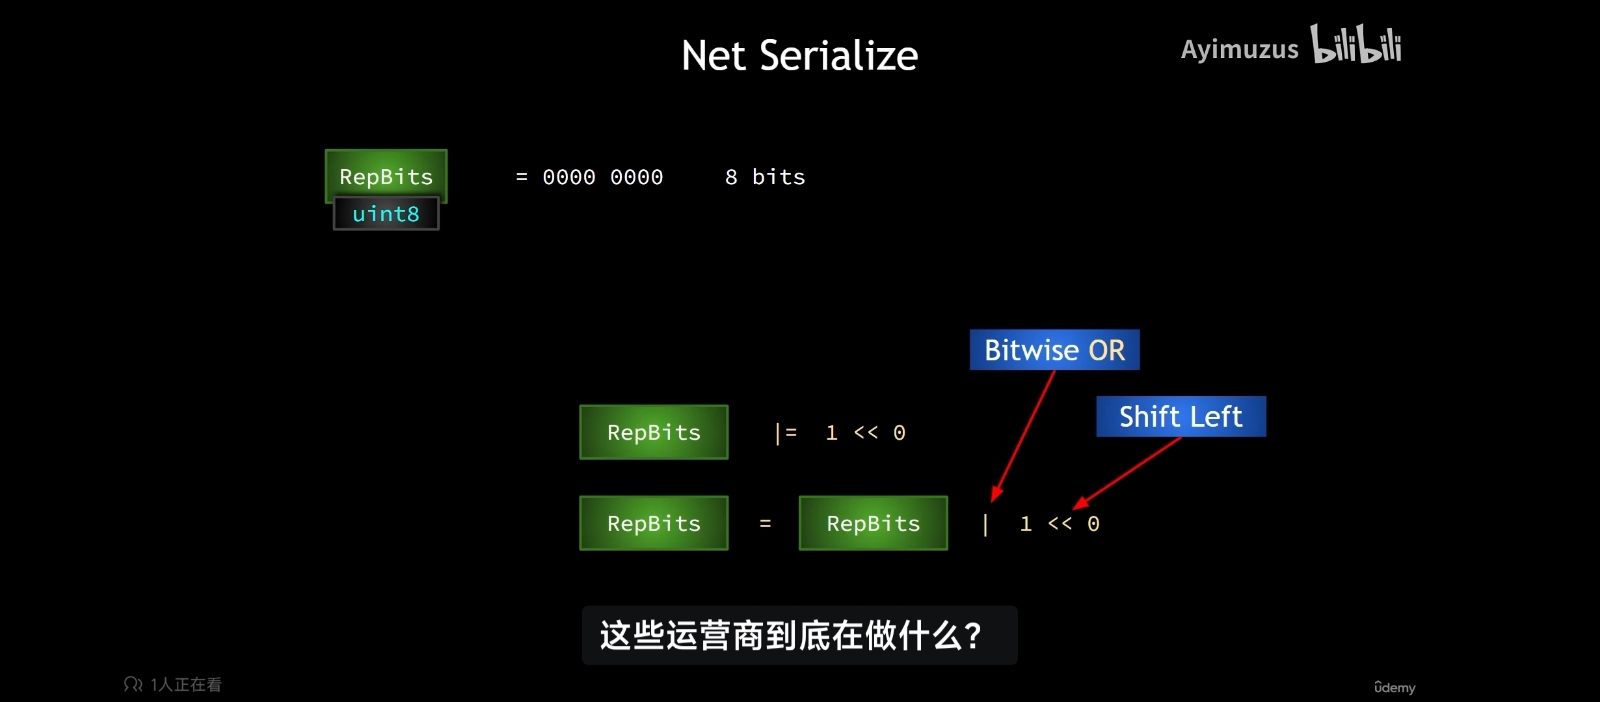 Net Serialize
Ayimuzus bilibili
RepBits = 0000 0000 8 bits
uint8
Bitwise OR
Shift Left
RepBits |= 1 << 0
RepBits = RepBits | 1 << 0
这些运营商到底在做什么？
1人正在看
ûdemy